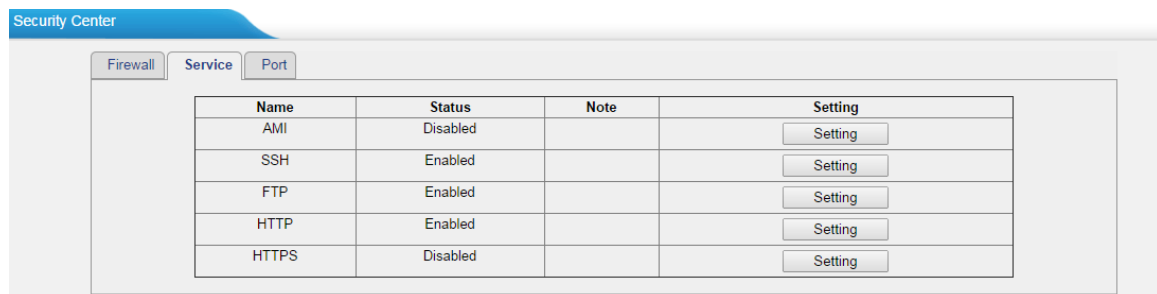 Security Center
Firewall Service Port
Name Status Note Setting
AMI Disabled Setting
SSH Enabled Setting
FTP Enabled Setting
HTTP Enabled Setting
HTTPS Disabled Setting